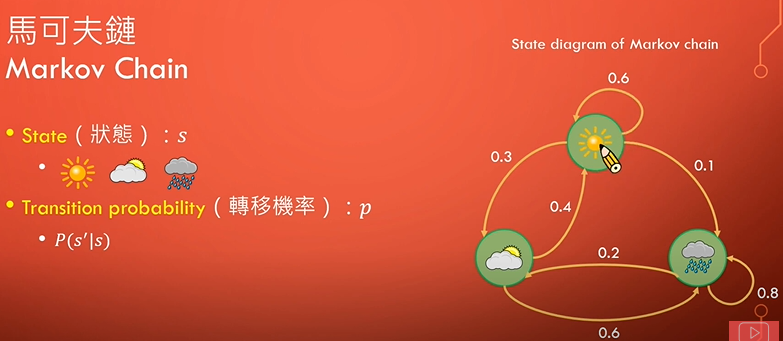 馬可夫鏈
Markov Chain
• State（狀態）：s
• Transition probability（轉移機率）：p
• P(s′|s)
State diagram of Markov chain
0.6
0.3
0.1
0.4
0.2
0.8
0.6